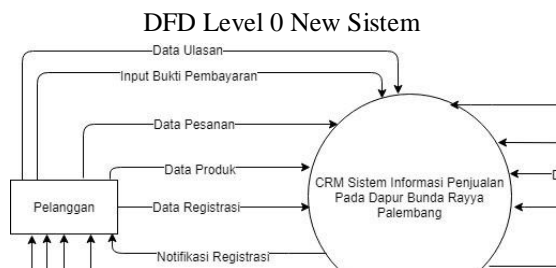 DFD Level 0 New Sistem
Data Ulasan
Input Bukti Pembayaran
Data Pesanan
Data Produk
Data Registrasi
Notifikasi Registrasi
Pelanggan
CRM Sistem Informasi Penjualan
Pada Dapur Bunda Rayya
Palembang